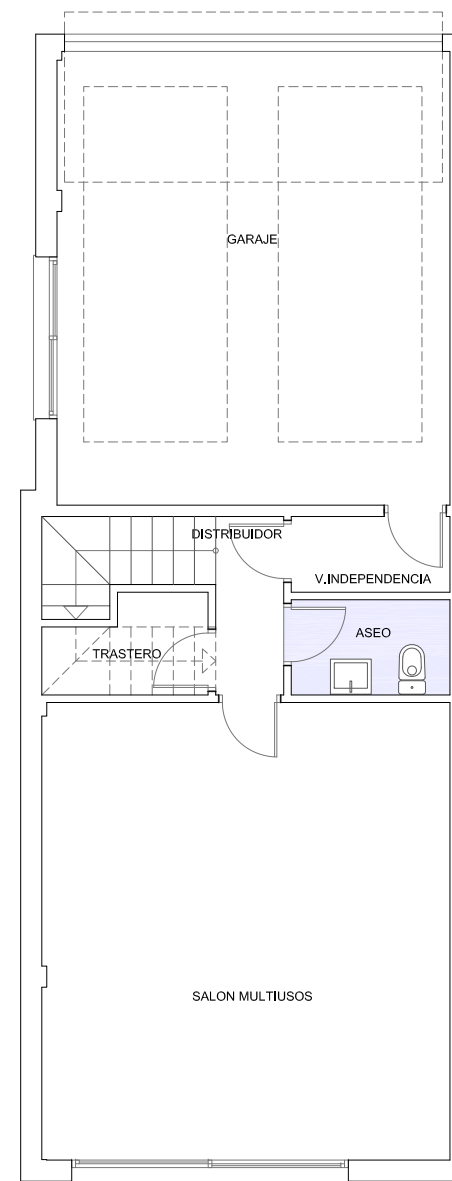 GARAJE
DISTRIBUIDOR
V.INDEPENDENCIA
ASEO
TRASTERO
SALON MULTIUSOS